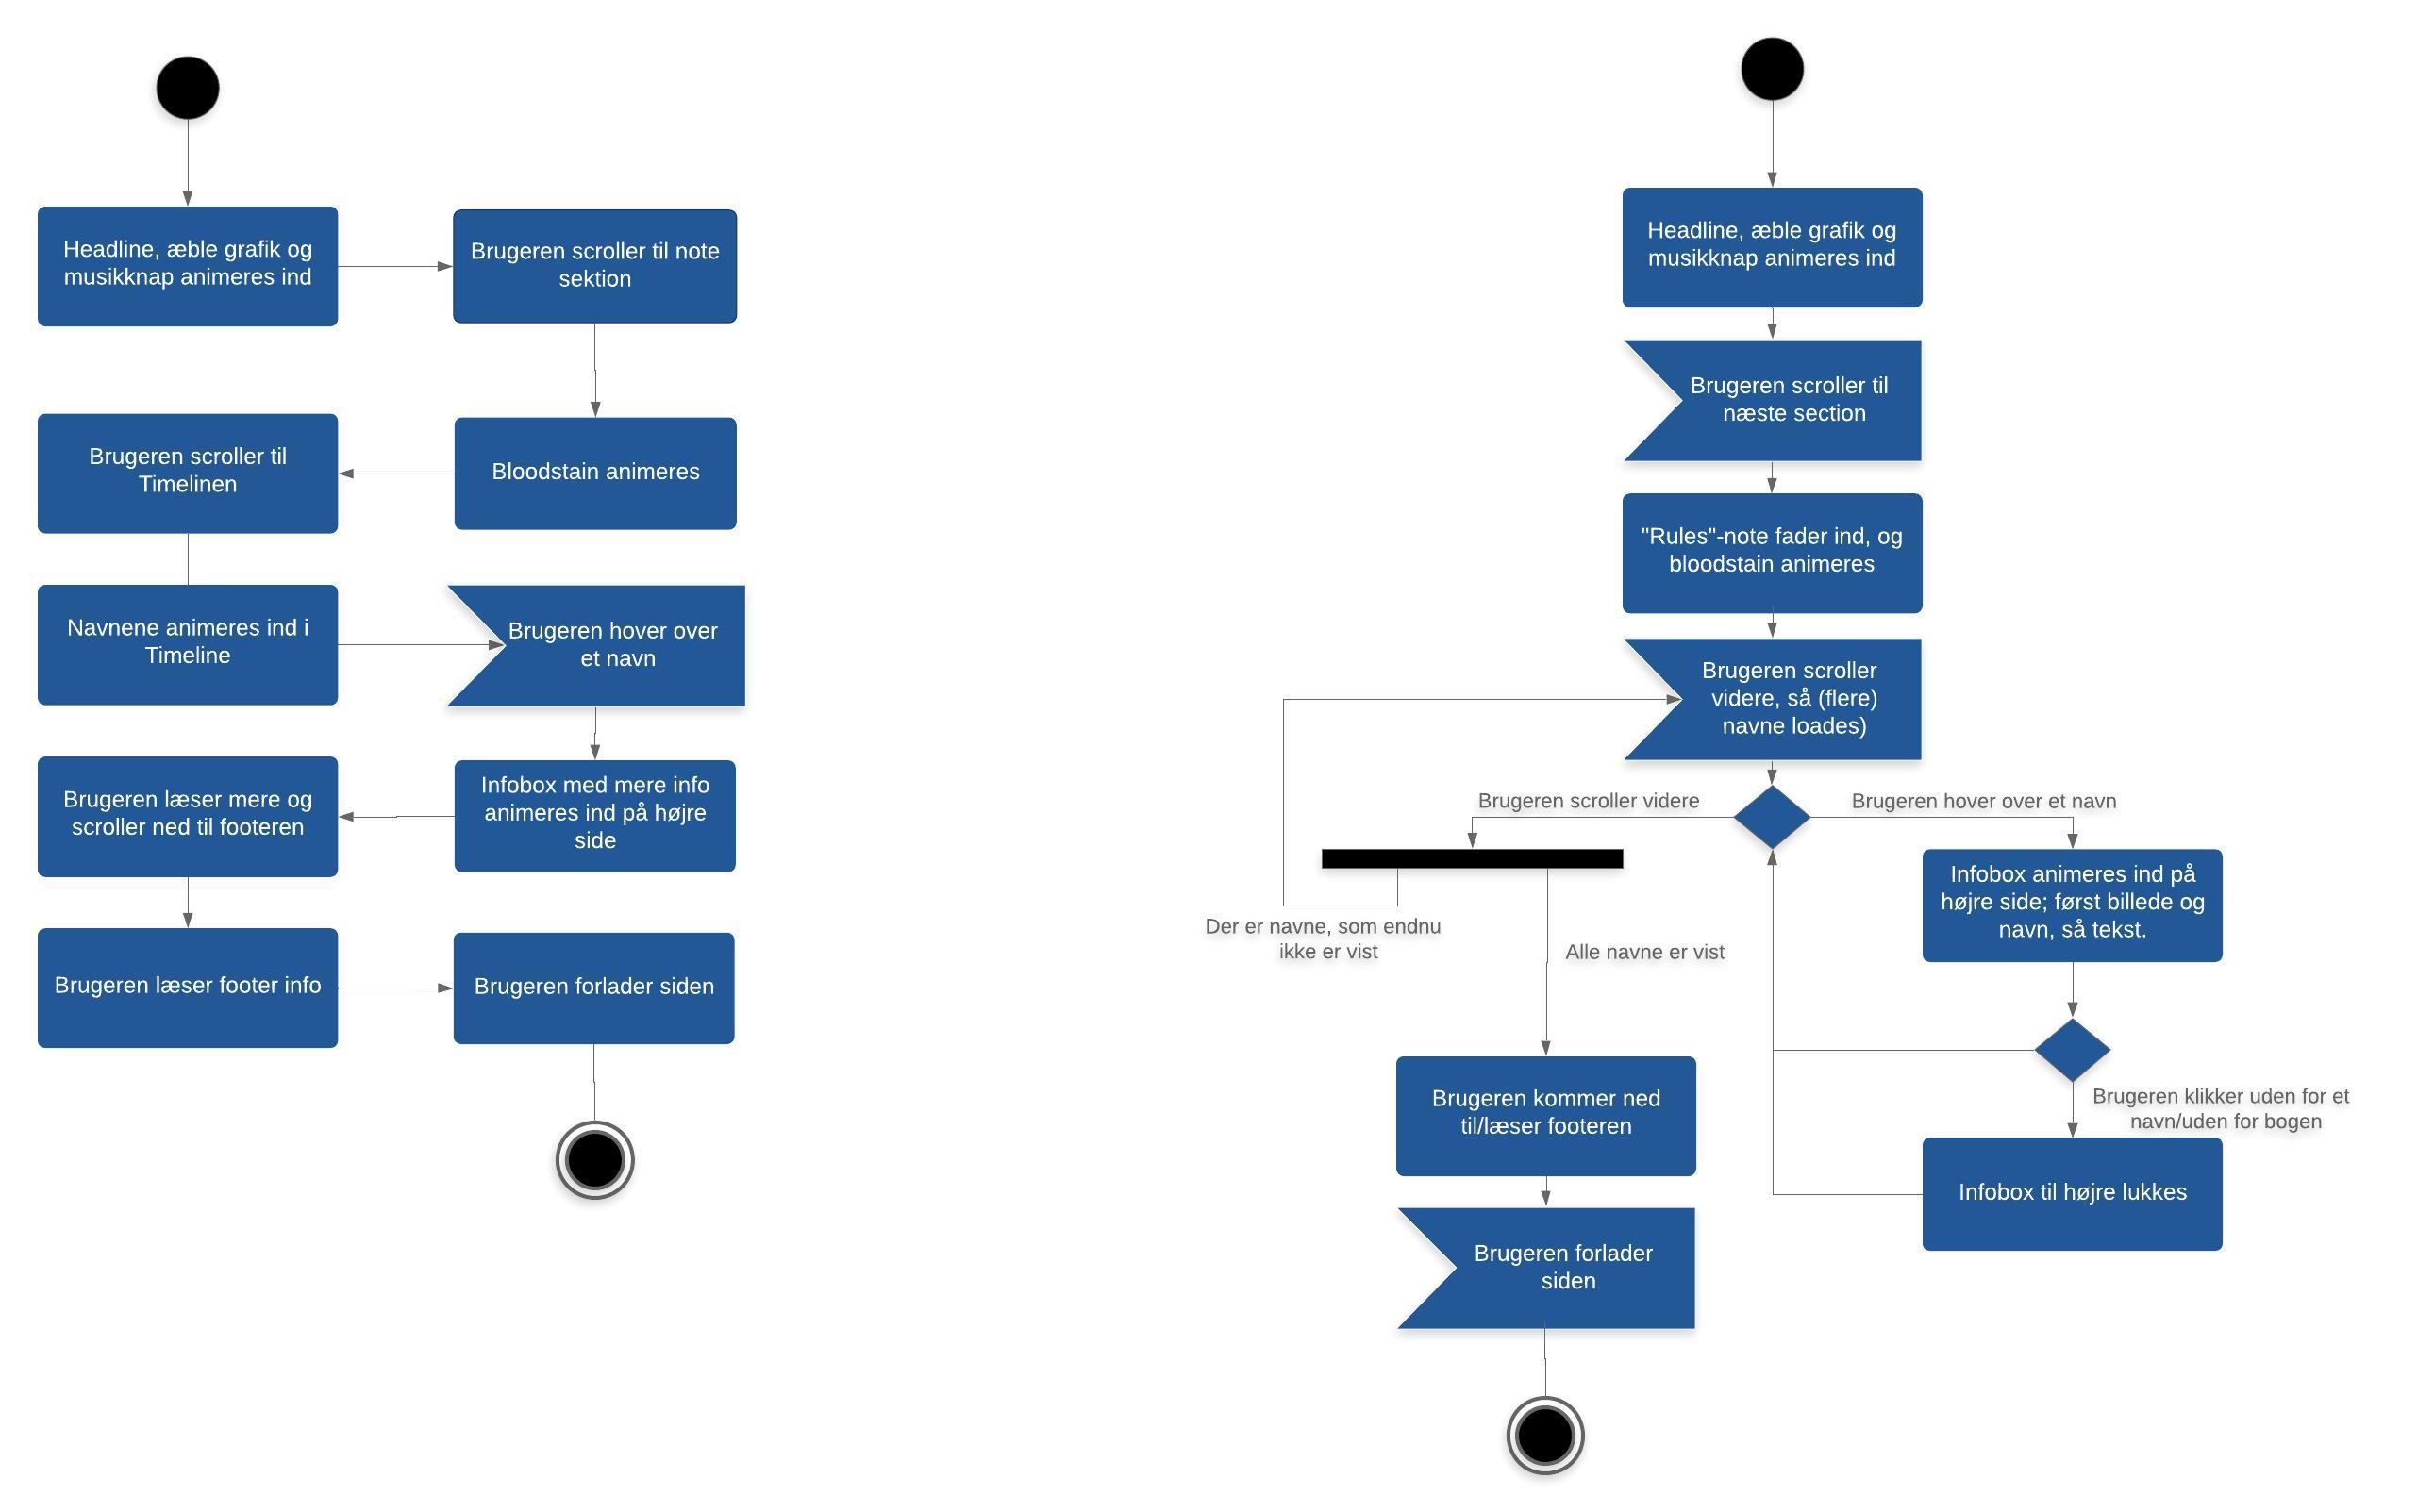 Headline, æble grafik og
musikknap animeres ind
Brugeren scroller til note
sektion
Bloodstain animeres
Brugeren scroller til
Timelinen
Navnene animeres ind i
Timeline
Brugeren hover over
et navn
Infobox med mere info
animeres ind på højre
side
Brugeren læser mere og
scroller ned til footeren
Brugeren læser footer info
Brugeren forlader siden
Headline, æble grafik og
musikknap animeres ind
Brugeren scroller til
næste section
"Rules"-note fader ind, og
bloodstain animeres
Brugeren scroller
videre, så (flere)
navne loades)
Brugeren scroller videre
Brugeren hover over et navn
Der er navne, som endnu
ikke er vist
Alle navne er vist
Infobox animeres ind på
højre side; først billede og
navn, så tekst.
Brugeren klikker uden for et
navn/uden for bogen
Infobox til højre lukkes
Brugeren kommer ned
til/læser footeren
Brugeren forlader
siden